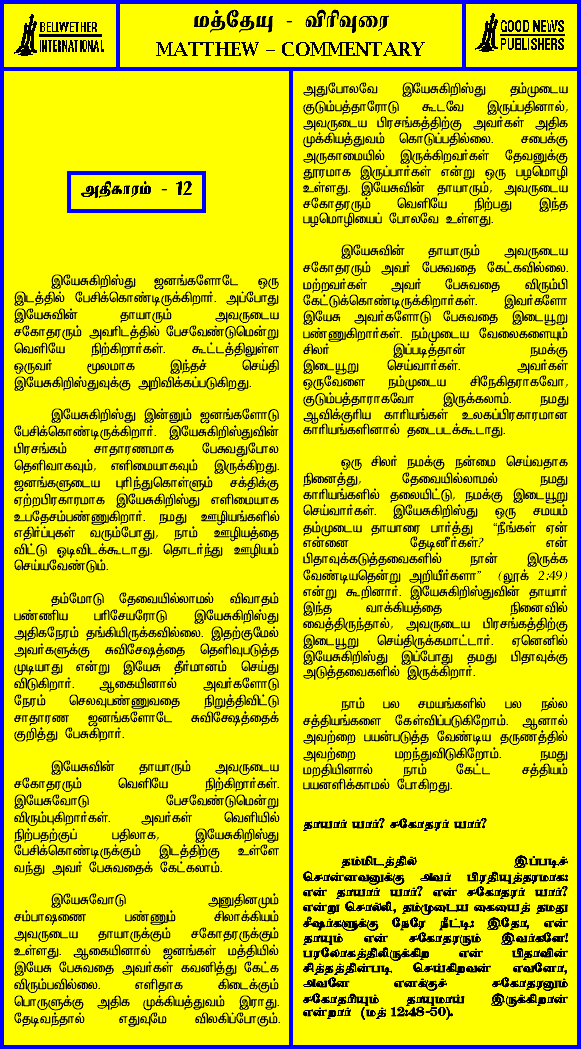 BELIWETHER
INTERNATIONAL
மத்தேயு - விரிவுரை
MATTHEW – COMMENTARY
GOOD NEWS
PUBLISHERS
அதிகாரம் - 12
இயேசுகிறிஸ்து ஜனங்களோடே ஒரு
இடத்தில் பேசிக்கொண்டிருக்கிறார். அப்போது
இயேசுவின் தாயாரும் அவருடைய
சகோதரரும் அவரிடத்தில் பேசவேண்டுமென்று
வெளியே நிற்கிறார்கள். கூட்டத்திலுள்ள
ஒருவர் மூலமாக இந்தச் செய்தி
இயேசுகிறிஸ்துவுக்கு அறிவிக்கப்படுகிறது.
இயேசுகிறிஸ்து இன்னும் ஜனங்களோடு
பேசிக்கொண்டிருக்கிறார். இயேசுகிறிஸ்துவின்
பிரசங்கம் சாதாரணமாக பேசுவதுபோல
தெளிவாகவும், எளிமையாகவும் இருக்கிறது.
ஜனங்களுடைய புரிந்துகொள்ளும் சக்திக்கு
ஏற்றபிரகாரமாக இயேசுகிறிஸ்து எளிமையாக
உபதேசம்பண்ணுகிறார். நமது ஊழியங்களில்
எதிர்ப்புகள் வரும்போது, நாம் ஊழியத்தை
விட்டு ஓடிவிடக்கூடாது. தொடர்ந்து ஊழியம்
செய்யவேண்டும்.
தம்மோடு தேவையில்லாமல் விவாதம்
பண்ணிய பரிசேயரோடு இயேசுகிறிஸ்து
அதிகநேரம் தங்கியிருக்கவில்லை. இதற்குமேல்
அவர்களுக்கு சுவிசேஷத்தை தெளிவுபடுத்த
முடியாது என்று இயேசு தீர்மானம் செய்து
விடுகிறார். ஆகையினால் அவர்களோடு
நேரம் செலவுபண்ணுவதை நிறுத்திவிட்டு
சாதாரண ஜனங்களோடே சுவிசேஷத்தைக்
குறித்து பேசுகிறார்.
இயேசுவின் தாயாரும் அவருடைய
சகோதரரும் வெளியே நிற்கிறார்கள்.
இயேசுவோடு பேசவேண்டுமென்று
விரும்புகிறார்கள். அவர்கள் வெளியில்
நிற்பதற்குப் பதிலாக, இயேசுகிறிஸ்து
பேசிக்கொண்டிருக்கும் இடத்திற்கு உள்ளே
வந்து அவர் பேசுவதைக் கேட்கலாம்.
இயேசுவோடு அனுதினமும்
சம்பாஷணை பண்ணும் சிலாக்கியம்
அவருடைய தாயாருக்கும் சகோதரருக்கும்
உள்ளது. ஆகையினால் ஜனங்கள் மத்தியில்
இயேசு பேசுவதை அவர்கள் கவனித்து கேட்க
விரும்பவில்லை. எளிதாக கிடைக்கும்
பொருளுக்கு அதிக முக்கியத்துவம் இராது.
தேடிவந்தால் எதுவுமே விலகிப்போகும்.
அதுபோலவே இயேசுகிறிஸ்து தம்முடைய
குடும்பத்தாரோடு கூடவே இருப்பதினால்,
அவருடைய பிரசங்கத்திற்கு அவர்கள் அதிக
முக்கியத்துவம் கொடுப்பதில்லை. சபைக்கு
அருகாமையில் இருக்கிறவர்கள் தேவனுக்கு
தூரமாக இருப்பார்கள் என்று ஒரு பழமொழி
உள்ளது. இயேசுவின் தாயாரும், அவருடைய
சகோதரரும் வெளியே நிற்பது இந்த
பழமொழியைப் போலவே உள்ளது.
இயேசுவின் தாயாரும் அவருடைய
சகோதரரும் அவர் பேசுவதை கேட்கவில்லை.
மற்றவர்கள் அவர் பேசுவதை விரும்பி
கேட்டுக்கொண்டிருக்கிறார்கள். இவர்களோ
இயேசு அவர்களோடு பேசுவதை இடையூறு
பண்ணுகிறார்கள். நம்முடைய வேலைகளையும்
சிலர் இப்படித்தான் நமக்கு
இடையூறு செய்வார்கள். அவர்கள்
ஒருவேளை நம்முடைய சிநேகிதராகவோ,
குடும்பத்தாராகவோ இருக்கலாம். நமது
ஆவிக்குரிய காரியங்கள் உலகப்பிரகாரமான
காரியங்களினால் தடைபடக்கூடாது.
ஒரு சிலர் நமக்கு நன்மை செய்வதாக
நினைத்து, தேவையில்லாமல் நமது
காரியங்களில் தலையிட்டு, நமக்கு இடையூறு
செய்வார்கள். இயேசுகிறிஸ்து ஒரு சமயம்
தம்முடைய தாயாரை பார்த்து "நீங்கள் ஏன்
என்னை தேடினீர்கள்? என்
பிதாவுக்கடுத்தவைகளில் நான் இருக்க
வேண்டியதென்று அறியீர்களா" (லூக் 2:49)
என்று கூறினார். இயேசுகிறிஸ்துவின் தாயார்
இந்த வாக்கியத்தை நினைவில்
வைத்திருந்தால், அவருடைய பிரசங்கத்திற்கு
இடையூறு செய்திருக்கமாட்டார். ஏனெனில்
இயேசுகிறிஸ்து இப்போது தமது பிதாவுக்கு
அடுத்தவைகளில் இருக்கிறார்.
நாம் பல சமயங்களில் பல நல்ல
சத்தியங்களை கேள்விப்படுகிறோம். ஆனால்
அவற்றை பயன்படுத்த வேண்டிய தருணத்தில்
அவற்றை மறந்துவிடுகிறோம். நமது
மறதியினால் நாம் கேட்ட சத்தியம்
பயனளிக்காமல் போகிறது.
தாயார் யார்? சகோதரர் யார்?
தம்மிடத்தில் இப்படிச்
சொன்னவனுக்கு அவர் பிரதியுத்தரமாக:
என் தாயார் யார்? என் சகோதரர் யார்?
என்று சொல்லி, தம்முடைய கையைத் தமது
சீஷர்களுக்கு நேரே நீட்டி: இதோ, என்
தாயும் என் சகோதரரும் இவர்களே!
பரலோகத்திலிருக்கிற என் பிதாவின்
சித்தத்தின்படி செய்கிறவன் எவனோ,
அவனே எனக்குச் சகோதரனும்
சகோதரியும் தாயுமாய் இருக்கிறான்
என்றார் (மத் 12:48-50).